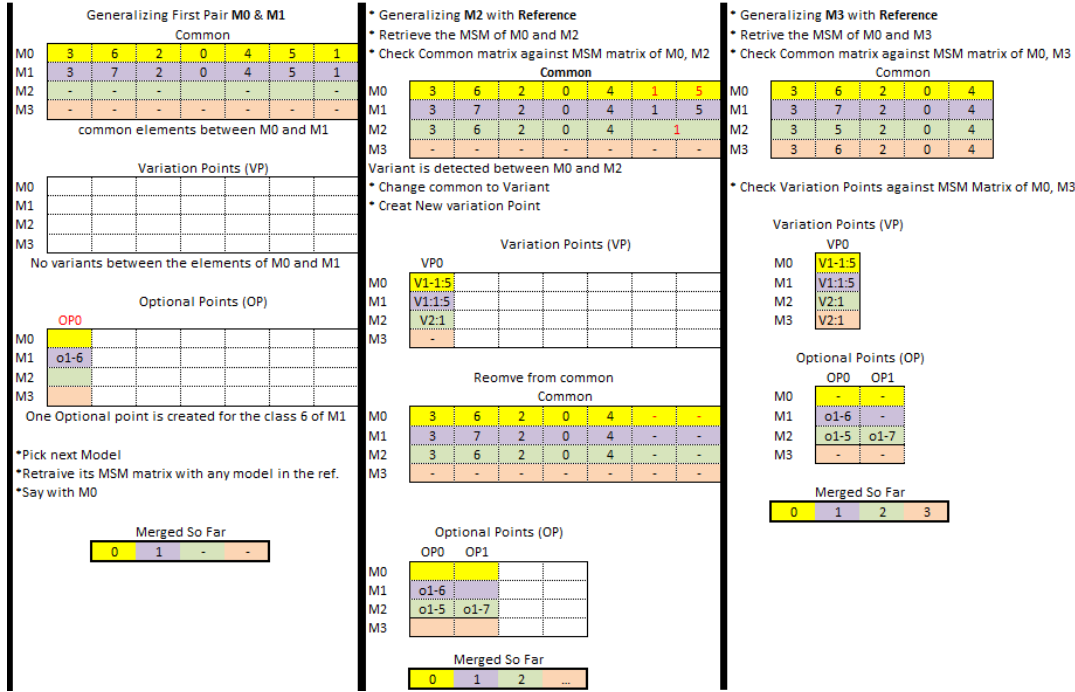 Generalizing First Pair M0 & M1
Common
M0 3 6 2 0 4 5 1
M1 3 7 2 0 4 5 1
M2 - - - - - -
M3 - - - - - - -
common elements between M0 and M1
Variation Points (VP)
M0
M1
M2
M3
No variants between the elements of M0 and M1
Optional Points (OP)
OP0
M0
M1 o1-6
M2
M3
One Optional point is created for the class 6 of M1
*Pick next Model
*Retraive its MSM matrix with any model in the ref.
*Say with M0
Merged So Far
0 1 - -
* Generalizing M2 with Reference
* Retrieve the MSM of M0 and M2
* Check Common matrix against MSM matrix of M0, M2
Common
M0 3 6 2 0 4 1 5
M1 3 7 2 0 4 1 5
M2 3 6 2 0 4 1
M3 - - - - - - -
Variant is detected between M0 and M2
* Change common to Variant
* Creat New variation Point
Variation Points (VP)
VP0
M0 V1-1:5
M1 V1:1:5
M2 V2:1
M3 -
Reomve from common
Common
M0 3 6 2 0 4 - -
M1 3 7 2 0 4 - -
M2 3 6 2 0 4 - -
M3 - - - - - - -
Optional Points (OP)
OP0 OP1
M0
M1 o1-6
M2 o1-5 o1-7
M3
Merged So Far
0 1 2 ...
* Generalizing M3 with Reference
* Retrive the MSM of M0 and M3
* Check Common matrix against MSM matrix of M0, M3
Common
M0 3 6 2 0 4
M1 3 7 2 0 4
M2 3 5 2 0 4
M3 3 6 2 0 4
* Check Variation Points against MSM Matrix of M0, M3
Variation Points (VP)
VP0
M0 V1-1:5
M1 V1:1:5
M2 V2:1
M3 V2:1
Optional Points (OP)
OP0 OP1
M0 - -
M1 o1-6 -
M2 o1-5 o1-7
M3 - -
Merged So Far
0 1 2 3